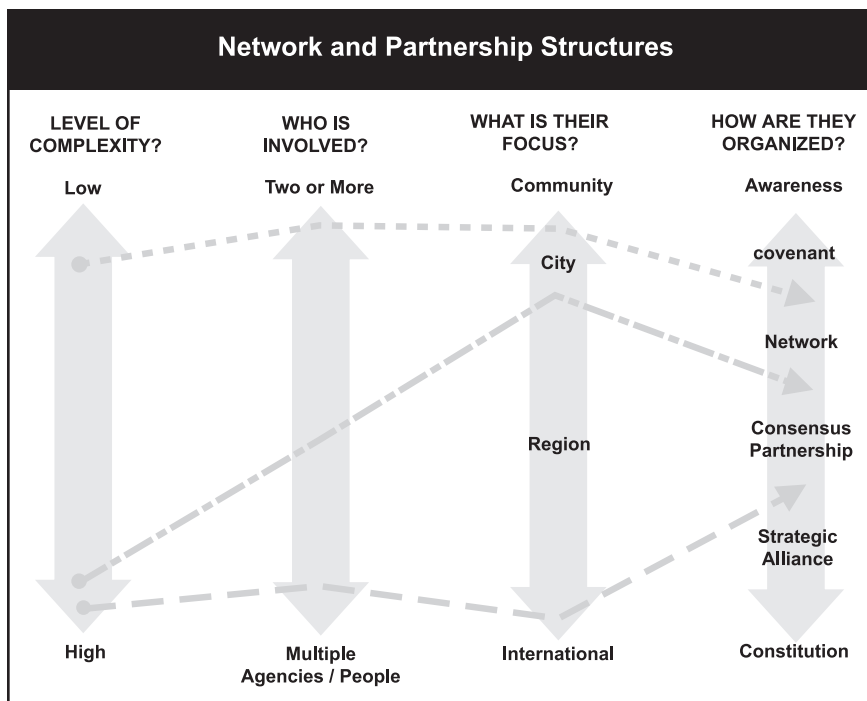 Network and Partnership Structures
LEVEL OF
COMPLEXITY?
WHO IS
INVOLVED?
WHAT IS THEIR
FOCUS?
HOW ARE THEY
ORGANIZED?
Low
Two or More
Community
Awareness
City
covenant
Network
Region
Consensus
Partnership
Strategic
Alliance
High
Multiple
Agencies / People
International
Constitution